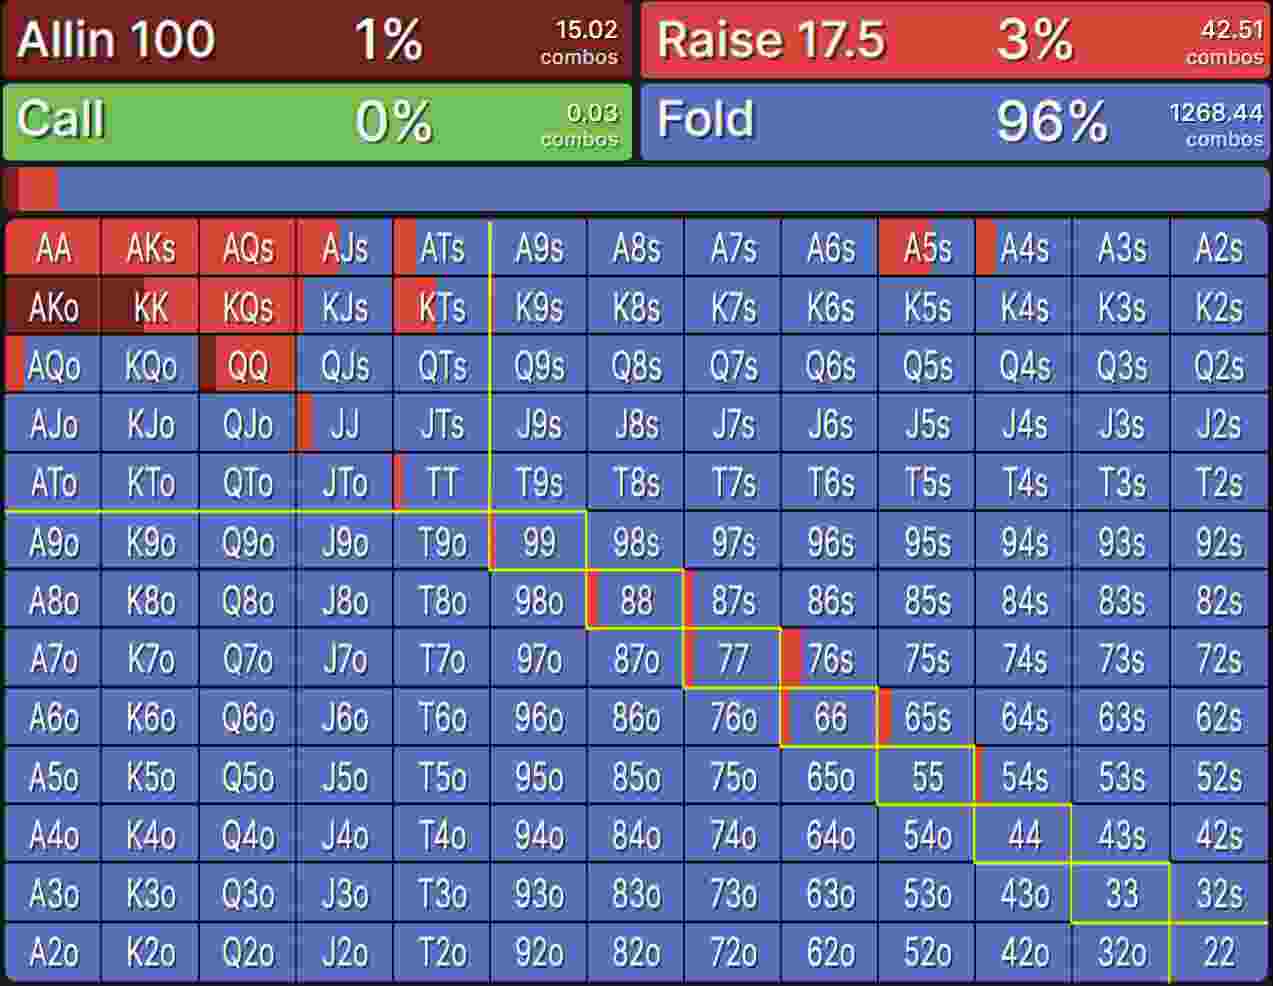 Allin 100 1% 15.02 combos
Raise 17.5 3% 42.51 combos
Call 0% 0.03 combos
Fold 96% 1268.44 combos
AA AKs AQs AJs ATs A9s A8s A7s A6s A5s A4s A3s A2s
AKo KK KQs KJs KTs K9s K8s K7s K6s K5s K4s K3s K2s
AQo KQo QQ QJs QTs Q9s Q8s Q7s Q6s Q5s Q4s Q3s Q2s
AJo KJo QJo JJ JTs J9s J8s J7s J6s J5s J4s J3s J2s
ATo KTo QTo JTo TT T9s T8s T7s T6s T5s T4s T3s T2s
A9o K9o Q9o J9o T9o 99 98s 97s 96s 95s 94s 93s 92s
A8o K8o Q8o J8o T8o 98o 88 87s 86s 85s 84s 83s 82s
A7o K7o Q7o J7o T7o 97o 87o 77 76s 75s 74s 73s 72s
A6o K6o Q6o J6o T6o 96o 86o 76o 66 65s 64s 63s 62s
A5o K5o Q5o J5o T5o 95o 85o 75o 65o 55 54s 53s 52s
A4o K4o Q4o J4o T4o 94o 84o 74o 64o 54o 44 43s 42s
A3o K3o Q3o J3o T3o 93o 83o 73o 63o 53o 43o 33 32s
A2o K2o Q2o J2o T2o 92o 82o 72o 62o 52o 42o 32o 22